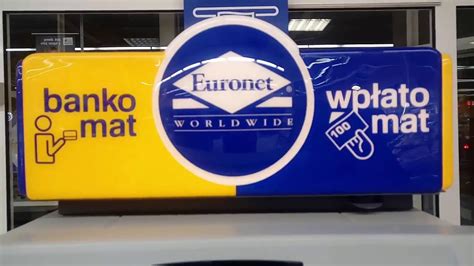 banko
mat
Euronet
®
WORLDWIDE
wpłato
mat
100